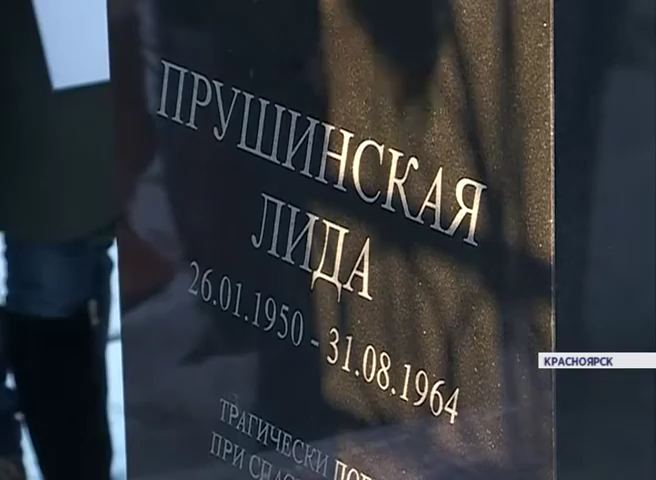 ПРУШИНСКАЯ
ЛИДА
26.01.1950 - 31.08.1964
ТРАГИЧЕСКИ
ПРИ
КРАСНОЯРСК